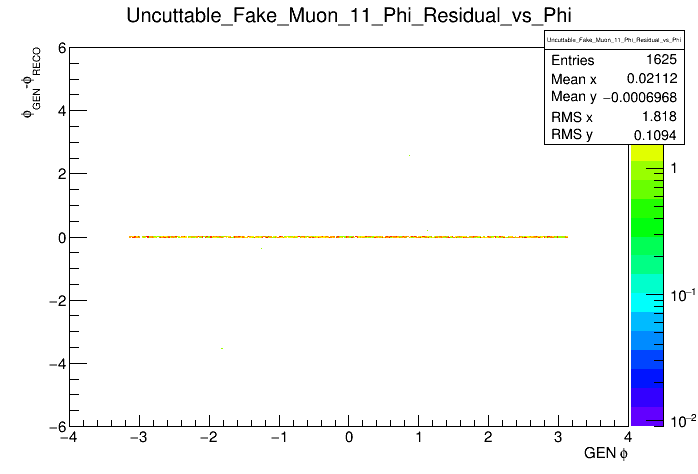 Uncuttable_Fake_Muon_11_Phi_Residual_vs_Phi
Uncuttable_Fake_Muon_11_Phi_Residual_vs_Phi
Entries 1625
Mean x 0.02112
Mean y −0.0006968
RMS x 1.818
RMS y 0.1094
ϕGEN-ϕRECO
6
4
2
0
−2
−4
−6
−4 −3 −2 −1 0 1 2 3 4
GEN ϕ
1
10−1
10−2